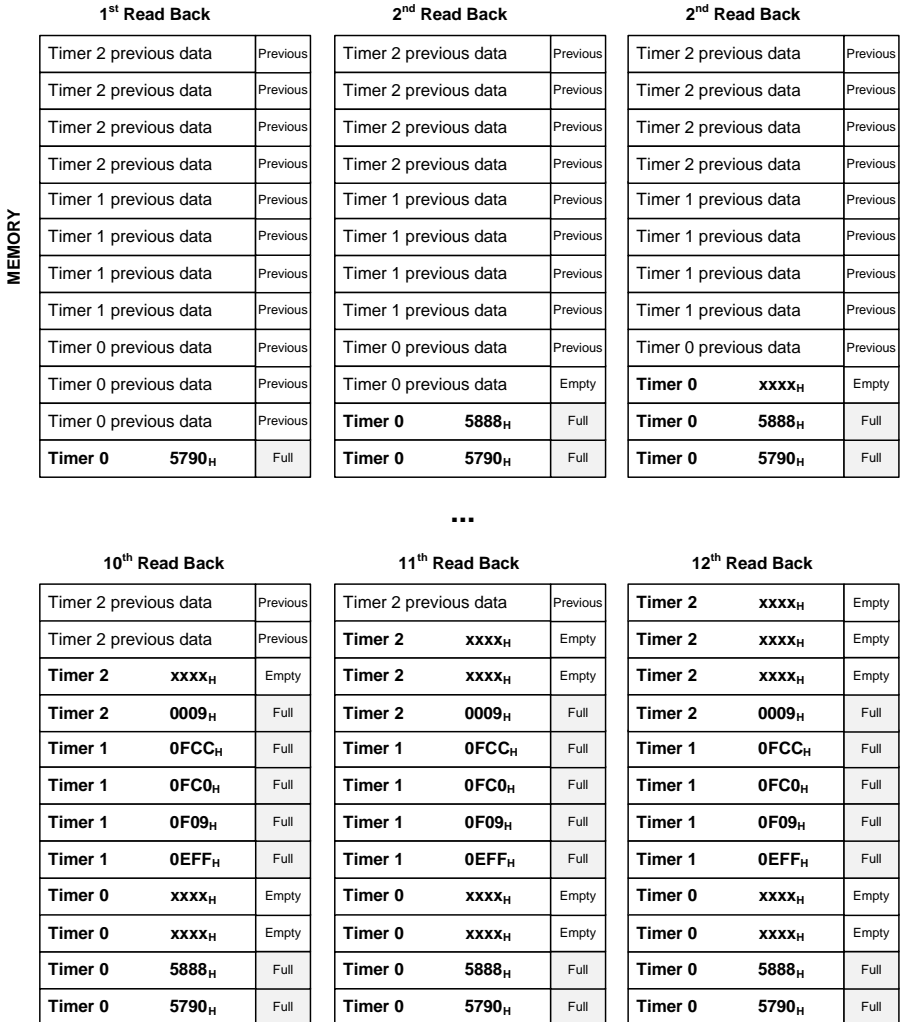 1st Read Back 2nd Read Back 2nd Read Back
MEMORY
Timer 2 previous data Previous Timer 2 previous data Previous Timer 2 previous data Previous
Timer 2 previous data Previous Timer 2 previous data Previous Timer 2 previous data Previous
Timer 2 previous data Previous Timer 2 previous data Previous Timer 2 previous data Previous
Timer 2 previous data Previous Timer 2 previous data Previous Timer 2 previous data Previous
Timer 1 previous data Previous Timer 1 previous data Previous Timer 1 previous data Previous
Timer 1 previous data Previous Timer 1 previous data Previous Timer 1 previous data Previous
Timer 1 previous data Previous Timer 1 previous data Previous Timer 1 previous data Previous
Timer 1 previous data Previous Timer 1 previous data Previous Timer 1 previous data Previous
Timer 0 previous data Previous Timer 0 previous data Previous Timer 0 previous data Previous
Timer 0 previous data Previous Timer 0 previous data Empty Timer 0 xxxxH Empty
Timer 0 previous data Previous Timer 0 5888H Full Timer 0 5888H Full
Timer 0 5790H Full Timer 0 5790H Full Timer 0 5790H Full
...
10th Read Back 11th Read Back 12th Read Back
Timer 2 previous data Previous Timer 2 previous data Previous Timer 2 xxxxH Empty
Timer 2 previous data Previous Timer 2 xxxxH Empty Timer 2 xxxxH Empty
Timer 2 xxxxH Empty Timer 2 xxxxH Empty Timer 2 xxxxH Empty
Timer 2 0009H Full Timer 2 0009H Full Timer 2 0009H Full
Timer 1 0FCCH Full Timer 1 0FCCH Full Timer 1 0FCCH Full
Timer 1 0FC0H Full Timer 1 0FC0H Full Timer 1 0FC0H Full
Timer 1 0F09H Full Timer 1 0F09H Full Timer 1 0F09H Full
Timer 1 0EFFH Full Timer 1 0EFFH Full Timer 1 0EFFH Full
Timer 0 xxxxH Empty Timer 0 xxxxH Empty Timer 0 xxxxH Empty
Timer 0 xxxxH Empty Timer 0 xxxxH Empty Timer 0 xxxxH Empty
Timer 0 5888H Full Timer 0 5888H Full Timer 0 5888H Full
Timer 0 5790H Full Timer 0 5790H Full Timer 0 5790H Full